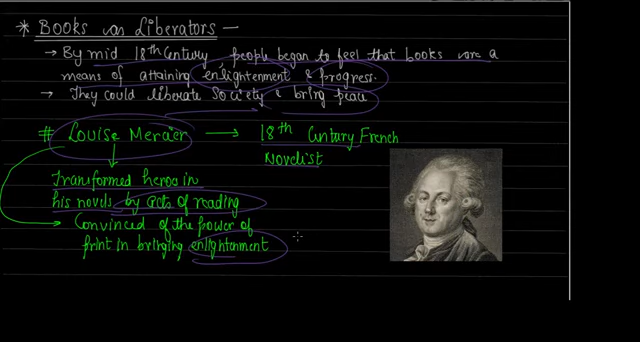 * Books as Liberators —
→ By mid 18th Century, people began to feel that books were a
means of attaining enlightenment & progress.
→ They could liberate society & bring peace
# Louise Mercier → 18th Century French
Novelist
Transformed heros in
his novels by acts of reading
→ Convinced of the power of
print in bringing enlightenment